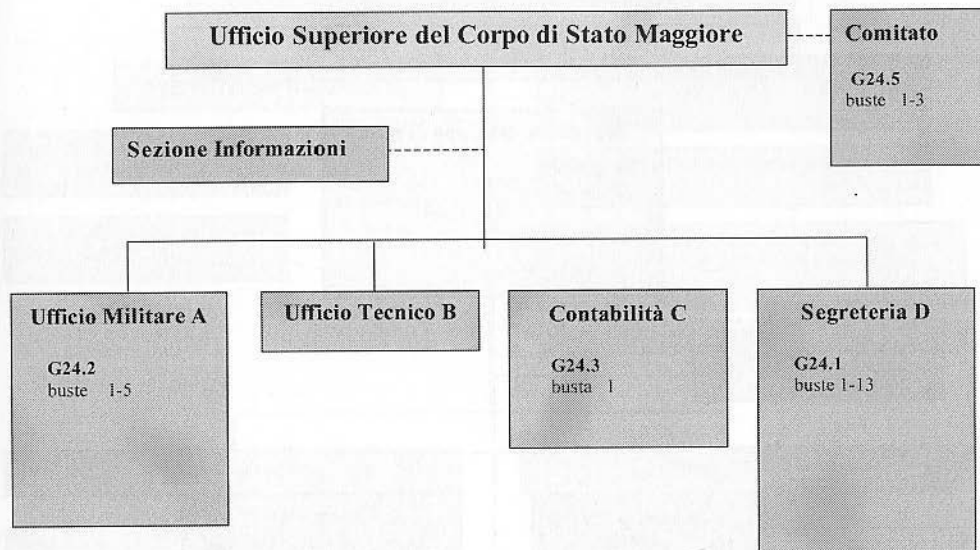 Ufficio Superiore del Corpo di Stato Maggiore
Comitato
G24.5
buste 1-3
Sezione Informazioni
Ufficio Militare A
G24.2
buste 1-5
Ufficio Tecnico B
Contabilità C
G24.3
busta 1
Segreteria D
G24.1
buste 1-13